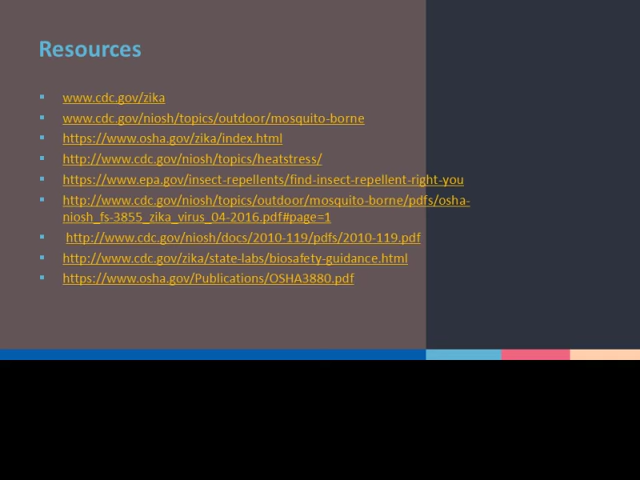 Resources
▪ www.cdc.gov/zika
▪ www.cdc.gov/niosh/topics/outdoor/mosquito-borne
▪ https://www.osha.gov/zika/index.html
▪ http://www.cdc.gov/niosh/topics/heatstress/
▪ https://www.epa.gov/insect-repellents/find-insect-repellent-right-you
▪ http://www.cdc.gov/niosh/topics/outdoor/mosquito-borne/pdfs/osha-
niosh_fs-3855_zika_virus_04-2016.pdf#page=1
▪ http://www.cdc.gov/niosh/docs/2010-119/pdfs/2010-119.pdf
▪ http://www.cdc.gov/zika/state-labs/biosafety-guidance.html
▪ https://www.osha.gov/Publications/OSHA3880.pdf